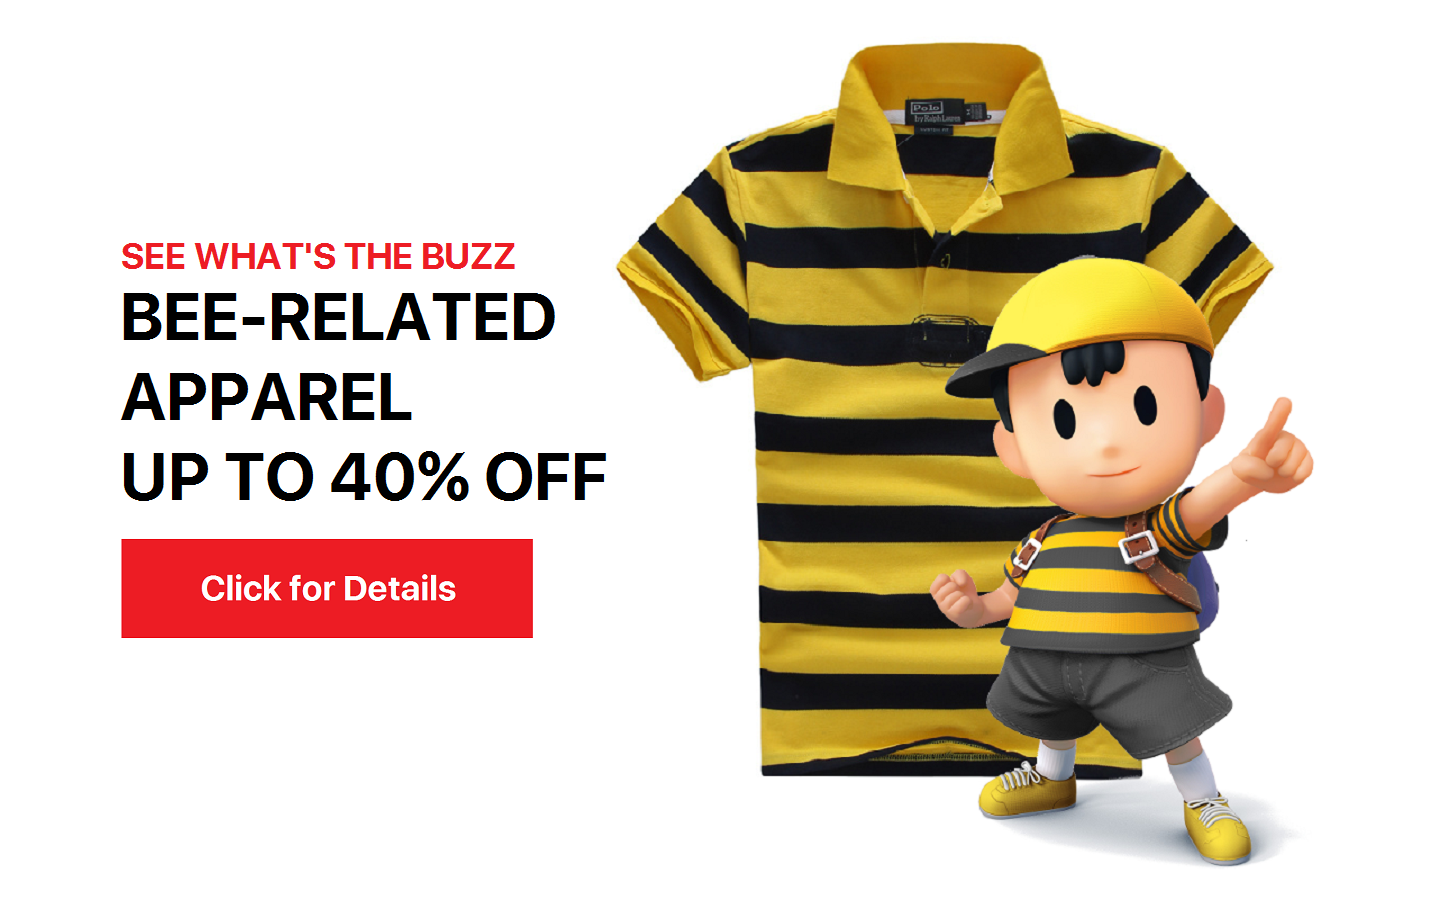 SEE WHAT'S THE BUZZ
BEE-RELATED
APPAREL
UP TO 40% OFF
Click for Details
Polo
by Ralph Lauren